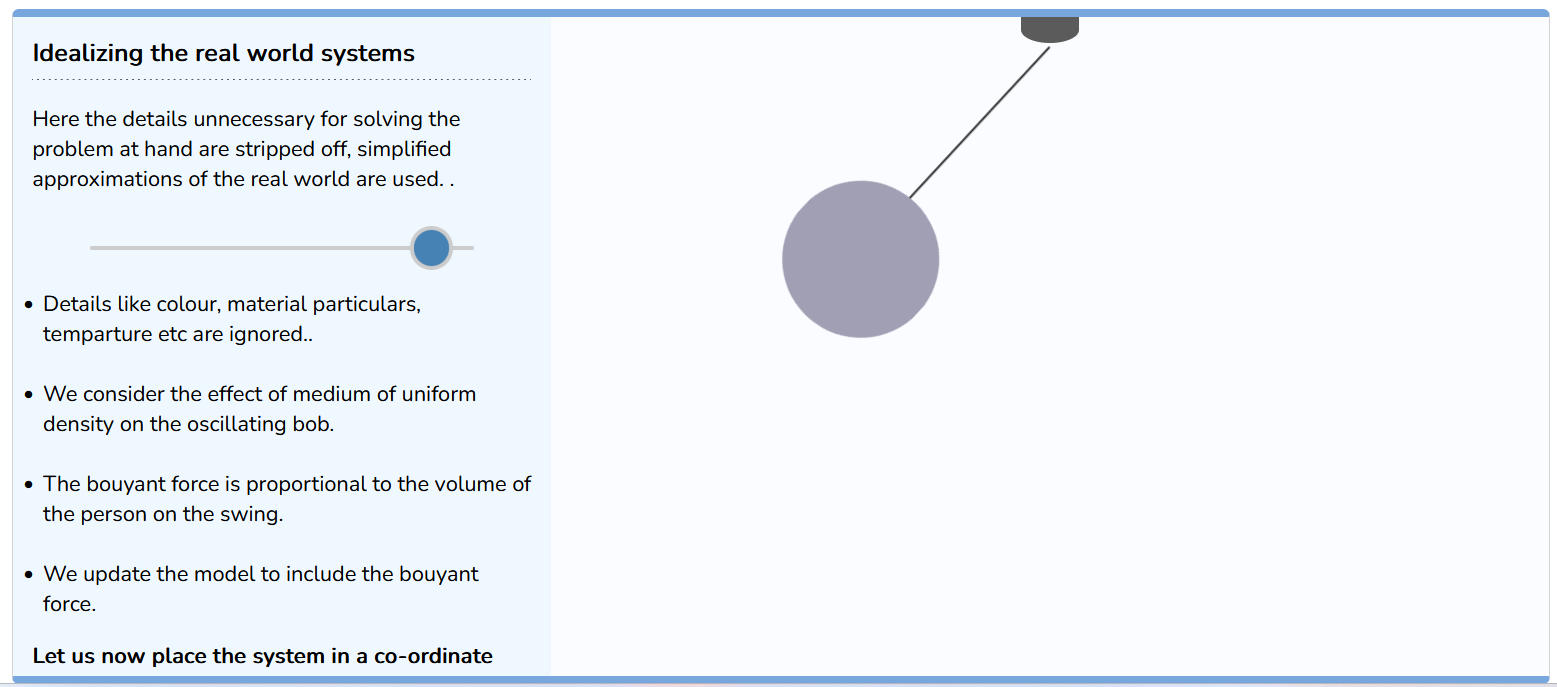 Idealizing the real world systems
Here the details unnecessary for solving the
problem at hand are stripped off, simplified
approximations of the real world are used. .
• Details like colour, material particulars,
temparture etc are ignored..
• We consider the effect of medium of uniform
density on the oscillating bob.
• The bouyant force is proportional to the volume of
the person on the swing.
• We update the model to include the bouyant
force.
Let us now place the system in a co-ordinate